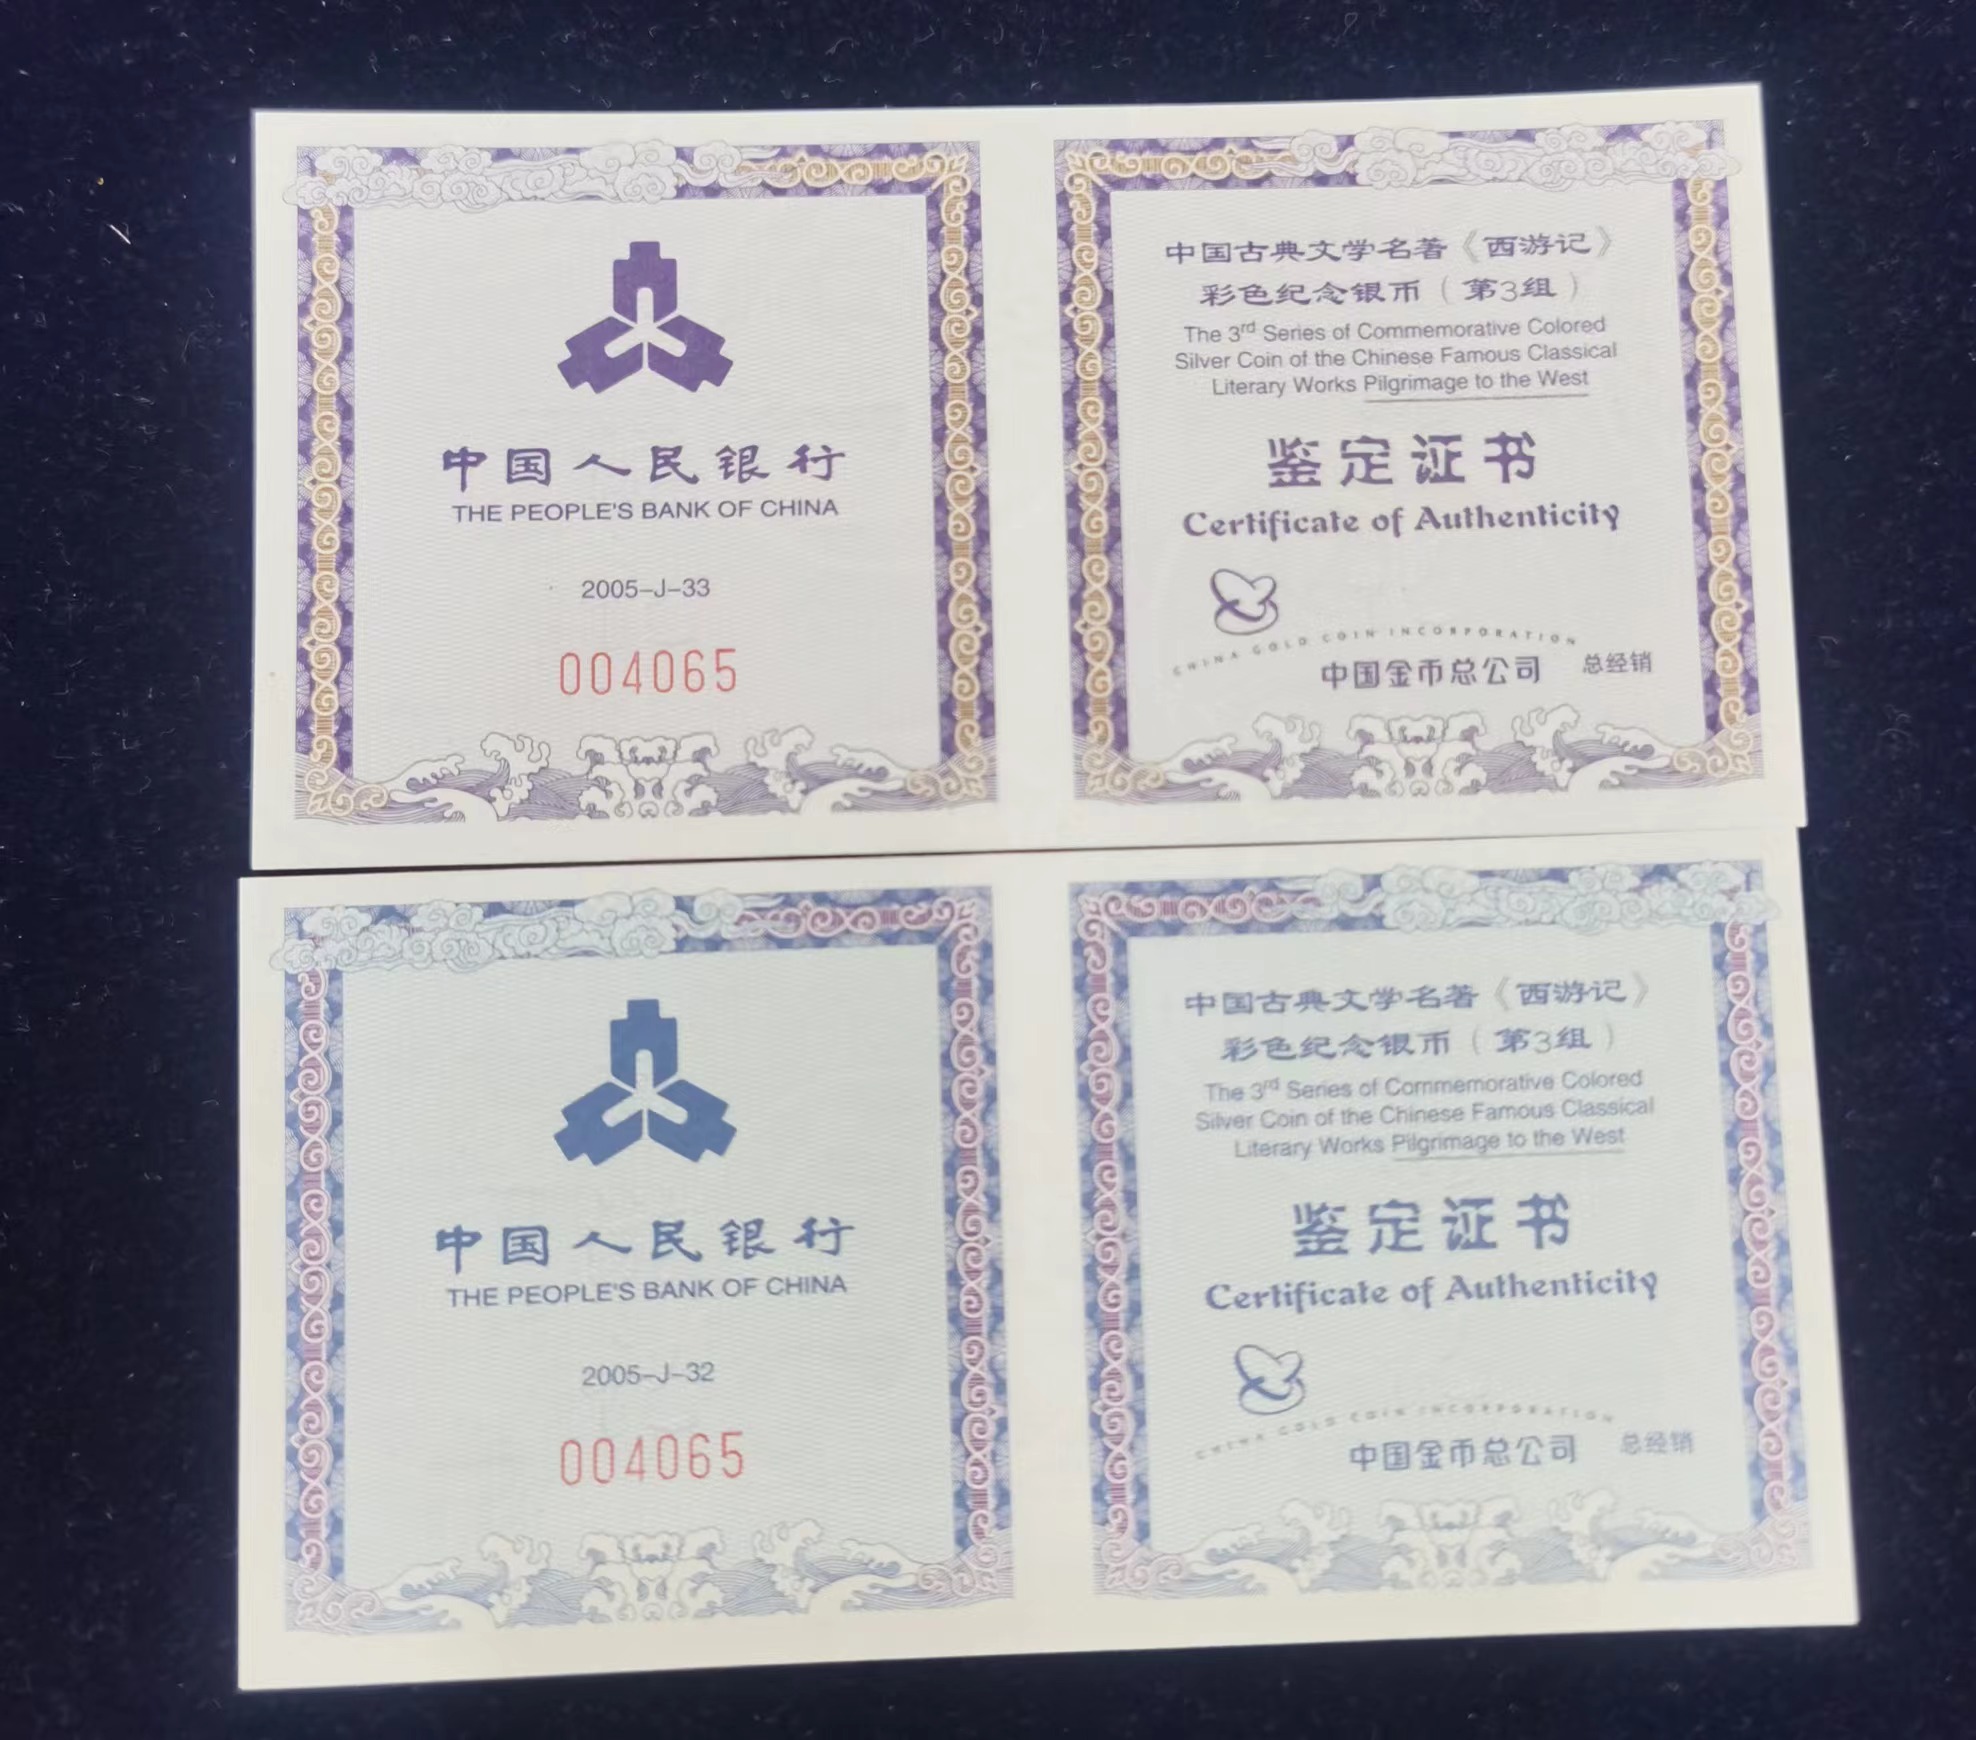 中国人民银行
THE PEOPLE'S BANK OF CHINA
2005-J-33
004065
中国古典文学名著《西游记》
彩色纪念银币（第3组）
The 3rd Series of Commemorative Colored
Silver Coin of the Chinese Famous Classical
Literary Works Pilgrimage to the West
鉴定证书
Certificate of Authenticity
CHINA GOLD COIN INCORPORATION
中国金币总公司 总经销
中国人民银行
THE PEOPLE'S BANK OF CHINA
2005-J-32
004065
中国古典文学名著《西游记》
彩色纪念银币（第3组）
The 3rd Series of Commemorative Colored
Silver Coin of the Chinese Famous Classical
Literary Works Pilgrimage to the West
鉴定证书
Certificate of Authenticity
CHINA GOLD COIN INCORPORATION
中国金币总公司 总经销